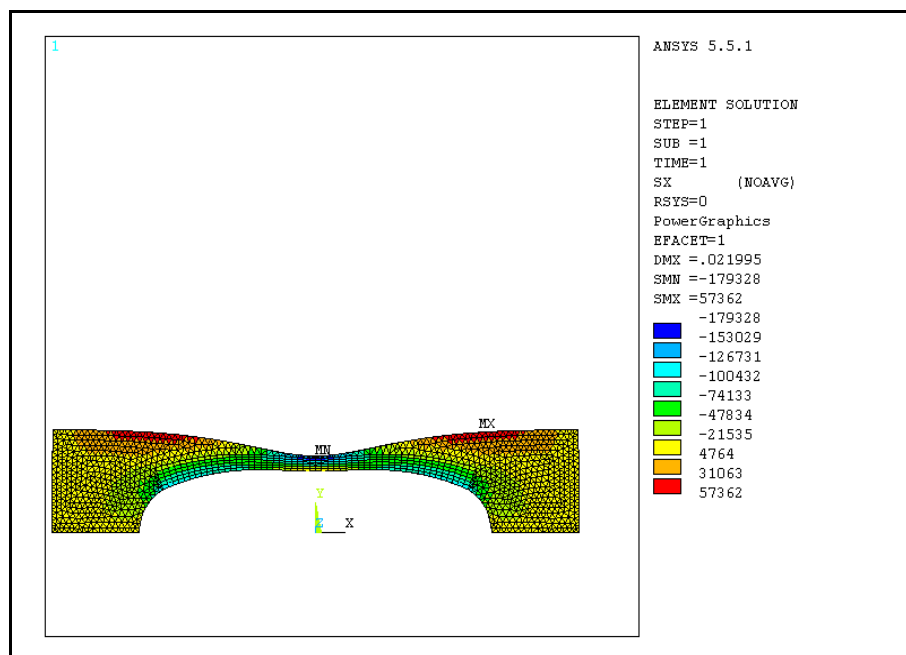 1
ANSYS 5.5.1
ELEMENT SOLUTION
STEP=1
SUB =1
TIME=1
SX (NOAVG)
RSYS=0
PowerGraphics
EFACET=1
DMX =.021995
SMN =-179328
SMX =57362
-179328
-153029
-126731
-100432
-74133
-47834
-21535
4764
31063
57362
MX
MN
Y
Z X